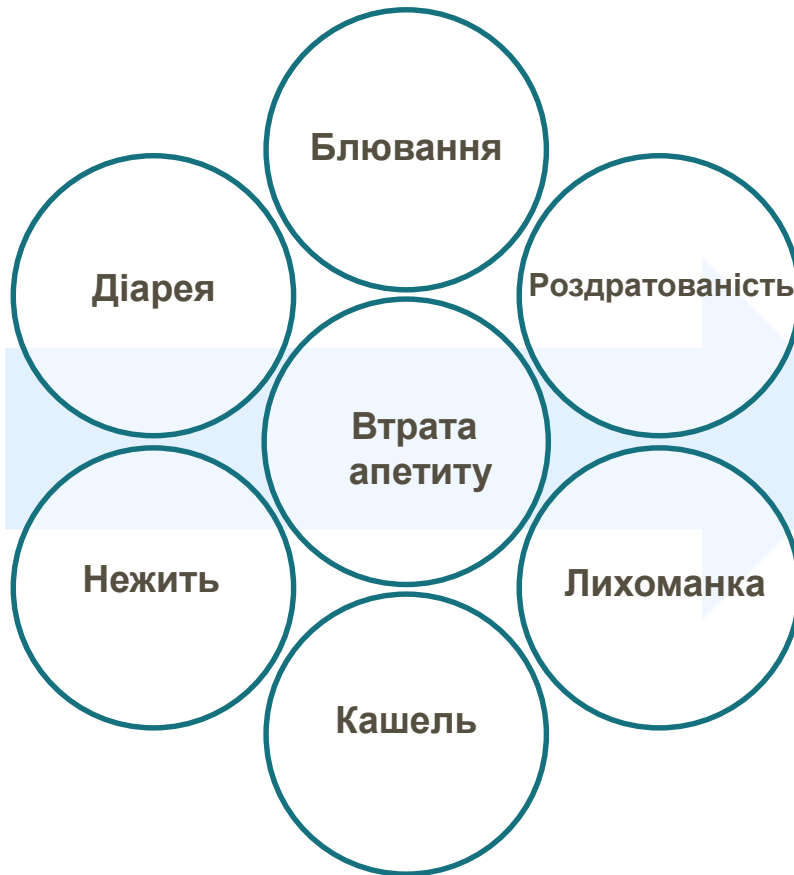 Блювання
Діарея
Роздратованість
Втрата
апетиту
Нежить
Лихоманка
Кашель